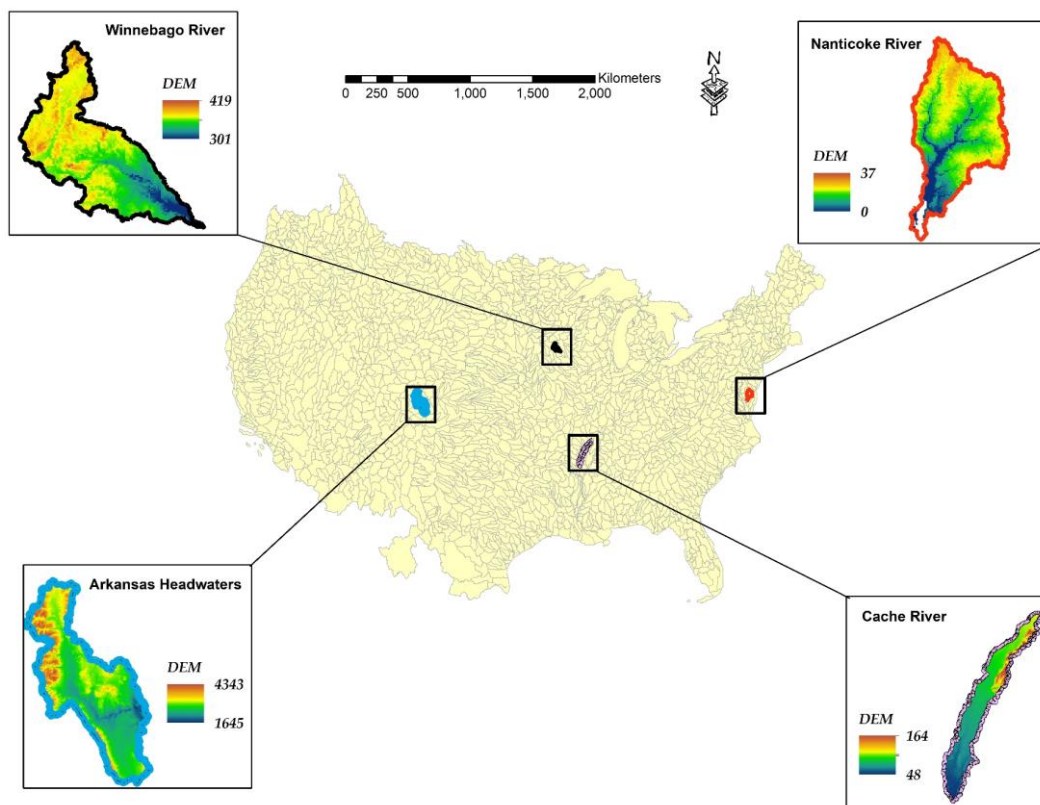 Winnebago River
DEM
419
301
Kilometers
0 250 500 1,000 1,500 2,000
N
Nanticoke River
DEM
37
0
Arkansas Headwaters
DEM
4343
1645
Cache River
DEM
164
48